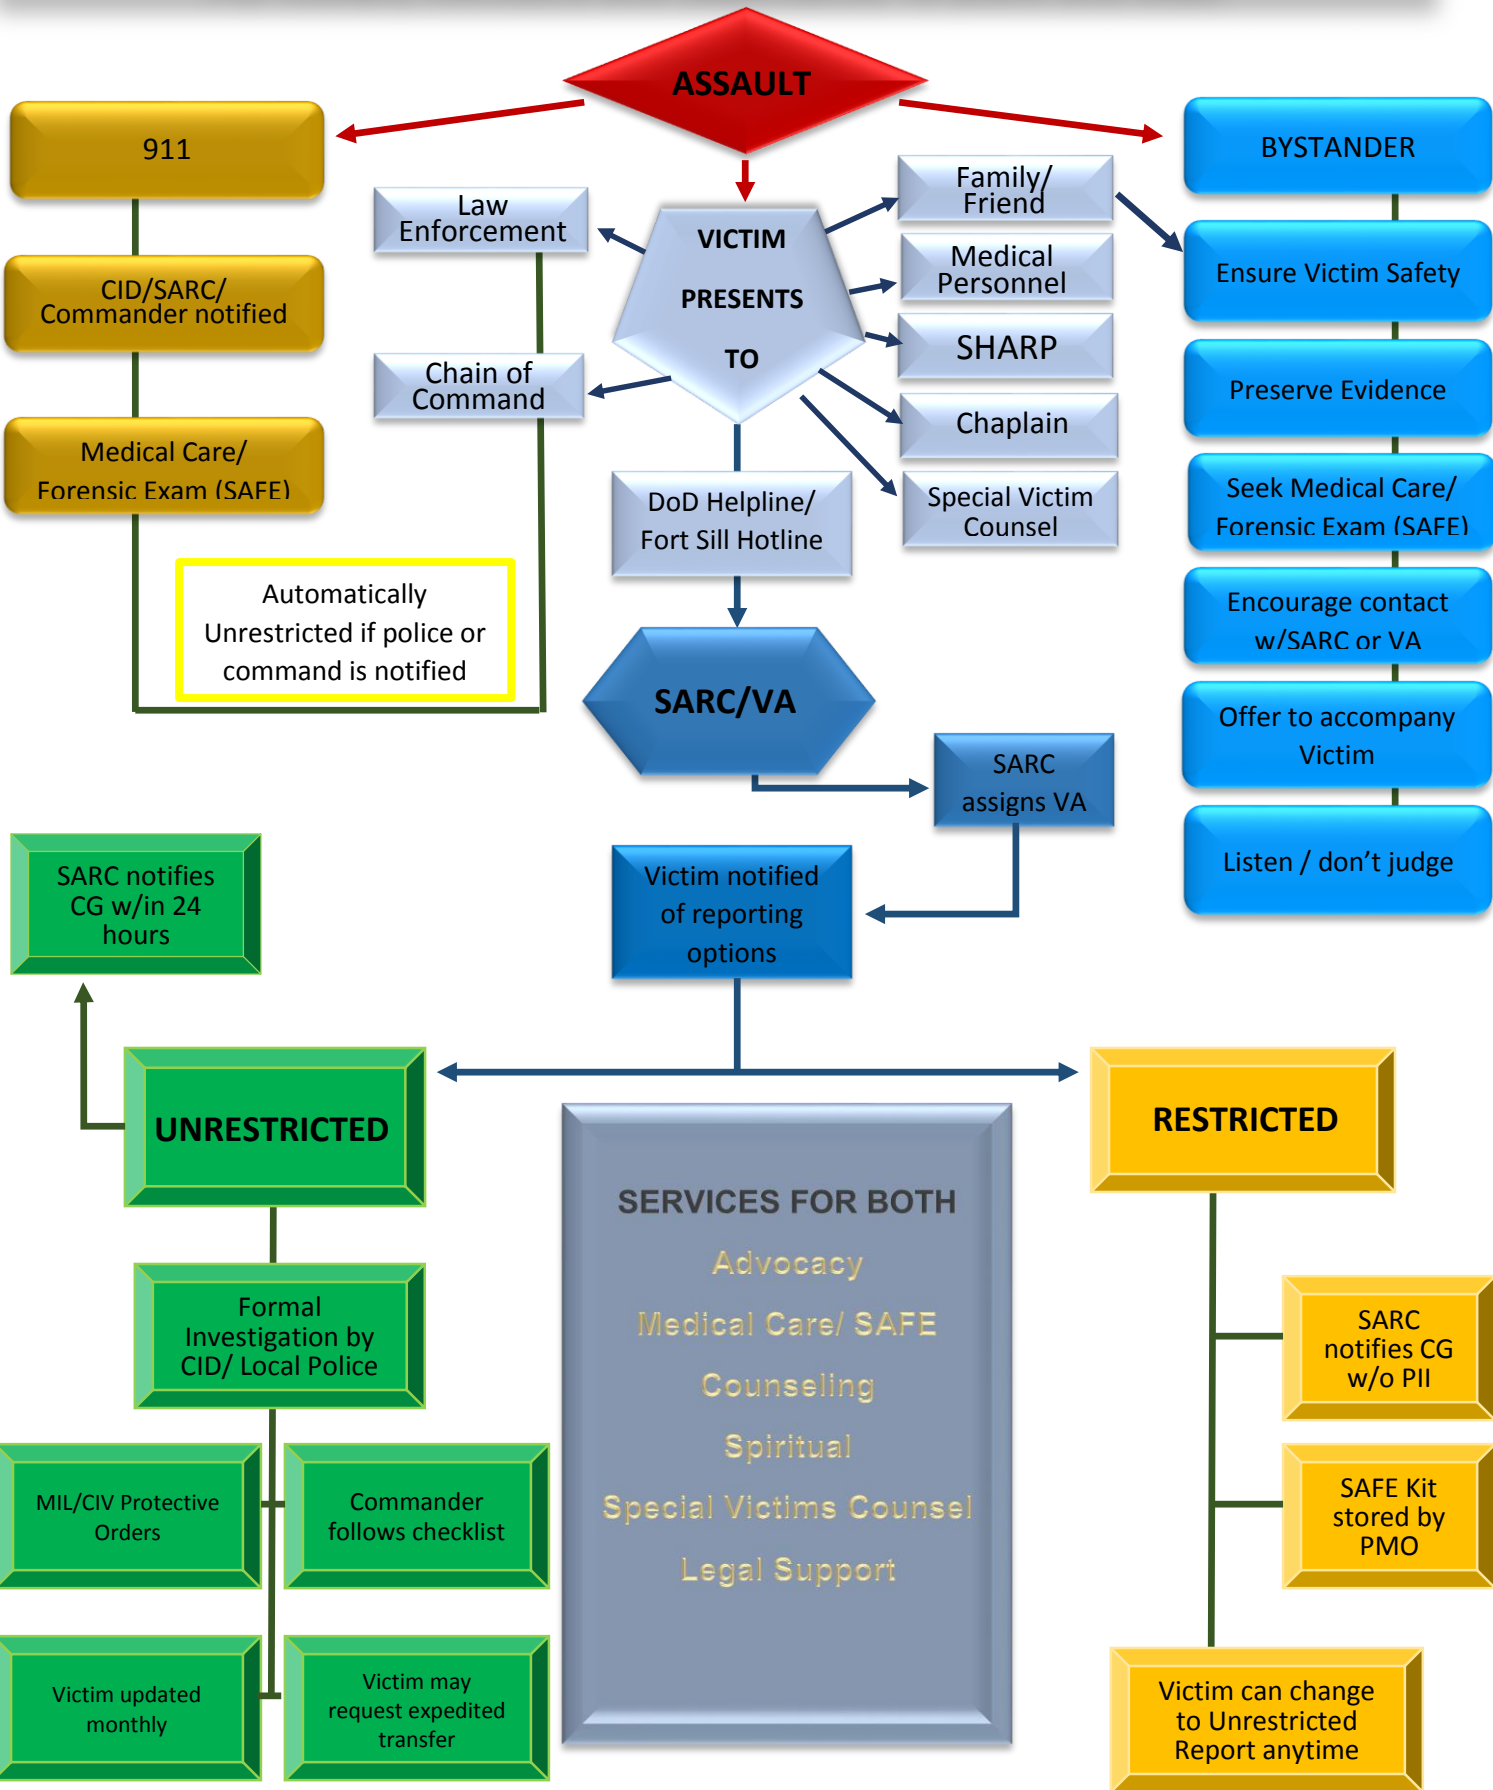 ASSAULT
911
BYSTANDER
Law
Enforcement
VICTIM
PRESENTS
TO
Family/
Friend
Medical
Personnel
SHARP
Chaplain
Special Victim
Counsel
Chain of
Command
DoD Helpline/
Fort Sill Hotline
CID/SARC/
Commander notified
Medical Care/
Forensic Exam (SAFE)
Automatically
Unrestricted if police or
command is notified
Ensure Victim Safety
Preserve Evidence
Seek Medical Care/
Forensic Exam (SAFE)
Encourage contact
w/SARC or VA
Offer to accompany
Victim
Listen / don’t judge
SARC/VA
SARC
assigns VA
Victim notified
of reporting
options
SARC notifies
CG w/in 24
hours
UNRESTRICTED
Formal
Investigation by
CID/ Local Police
MIL/CIV Protective
Orders
Commander
follows checklist
Victim updated
monthly
Victim may
request expedited
transfer
SERVICES FOR BOTH
Advocacy
Medical Care/ SAFE
Counseling
Spiritual
Special Victims Counsel
Legal Support
RESTRICTED
SARC
notifies CG
w/o PII
SAFE Kit
stored by
PMO
Victim can change
to Unrestricted
Report anytime